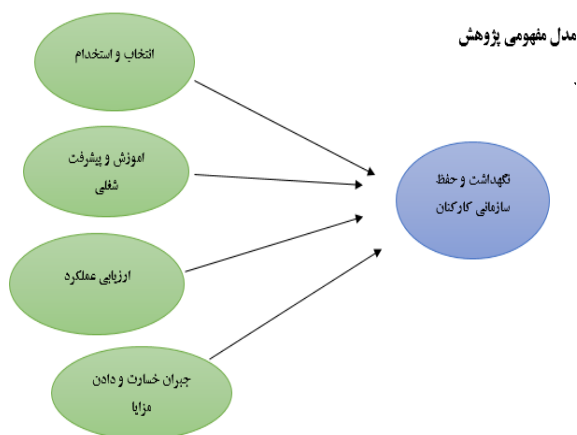 مدل مفهومی پژوهش
انتخاب و استخدام
اموزش و پیشرفت
شغلی
نگهداشت و حفظ
سازمانی کارکنان
ارزیابی عملکرد
جبران خسارت و دادن
مزایا